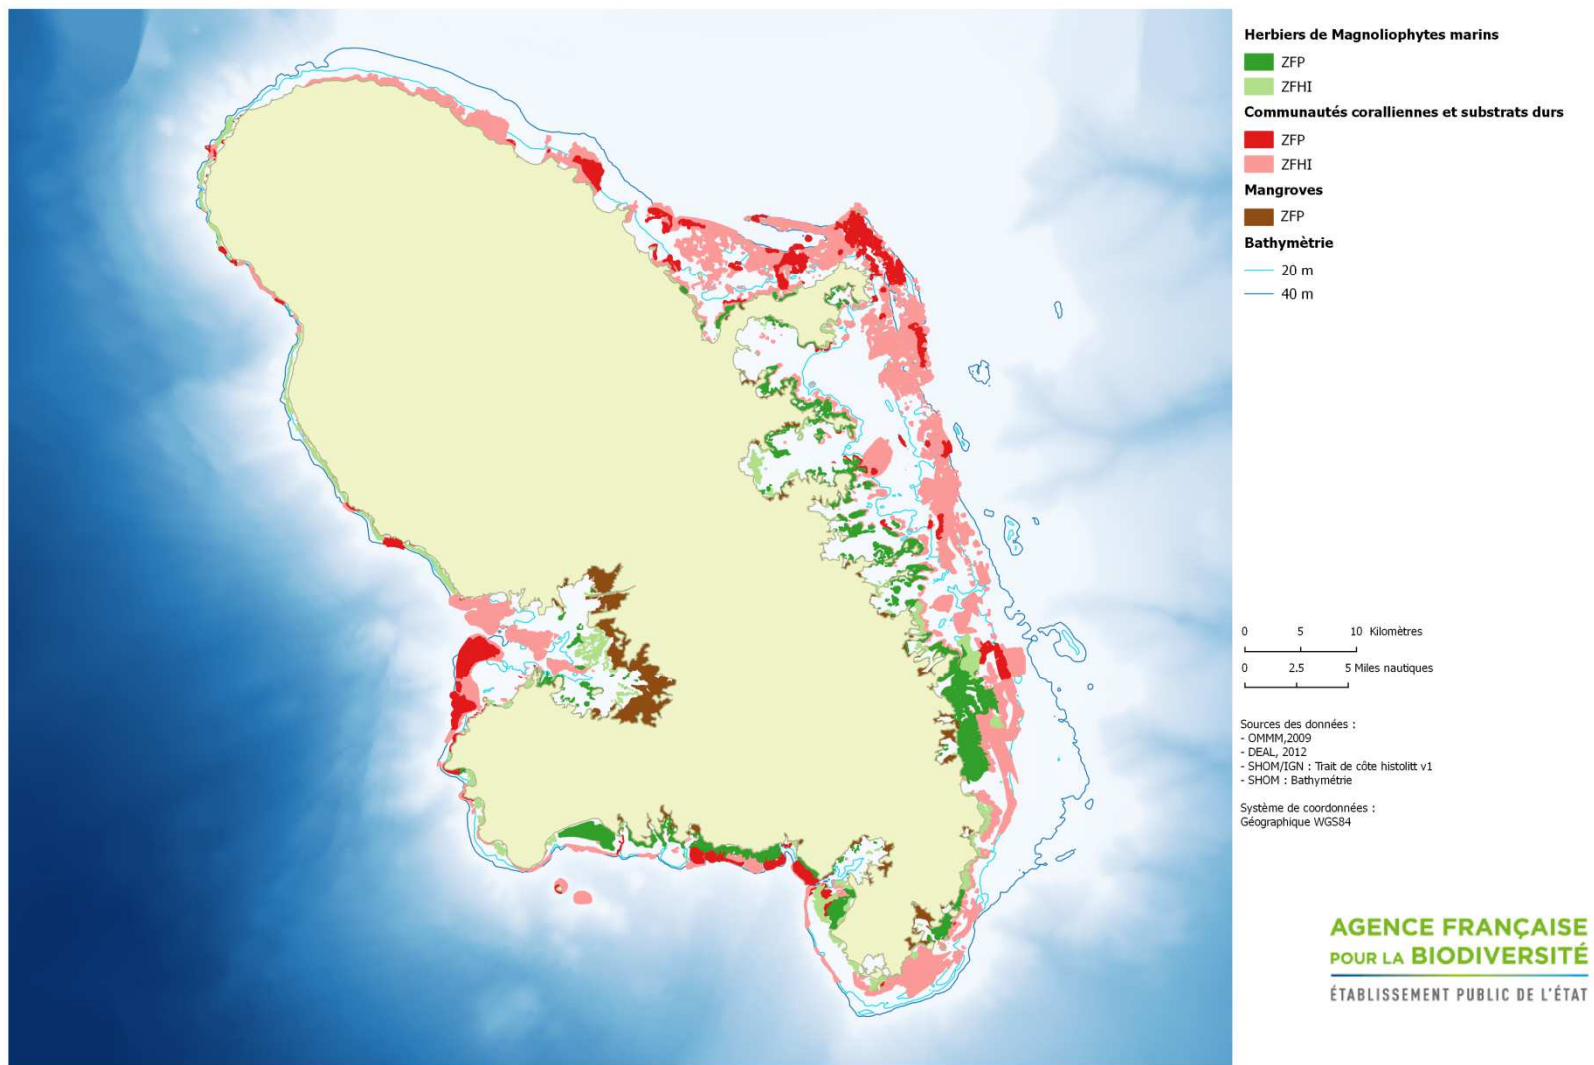 Herbiers de Magnoliophytes marins
ZFP
ZFHI
Communautés coralliennes et substrats durs
ZFP
ZFHI
Mangroves
ZFP
Bathymètrie
20 m
40 m
0 5 10 Kilomètres
0 2.5 5 Miles nautiques
Sources des données :
- OMMM,2009
- DEAL, 2012
- SHOM/IGN : Trait de côte histolitt v1
- SHOM : Bathymétrie
Système de coordonnées :
Géographique WGS84
AGENCE FRANÇAISE
POUR LA BIODIVERSITÉ
ÉTABLISSEMENT PUBLIC DE L'ÉTAT